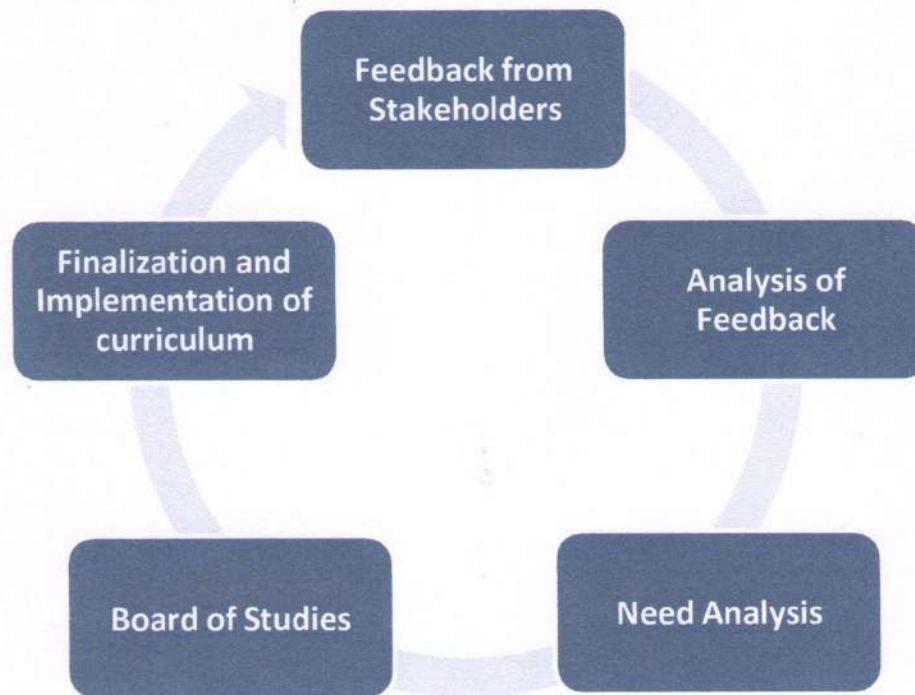 Feedback from
Stakeholders
Analysis of
Feedback
Need Analysis
Board of Studies
Finalization and
Implementation of
curriculum